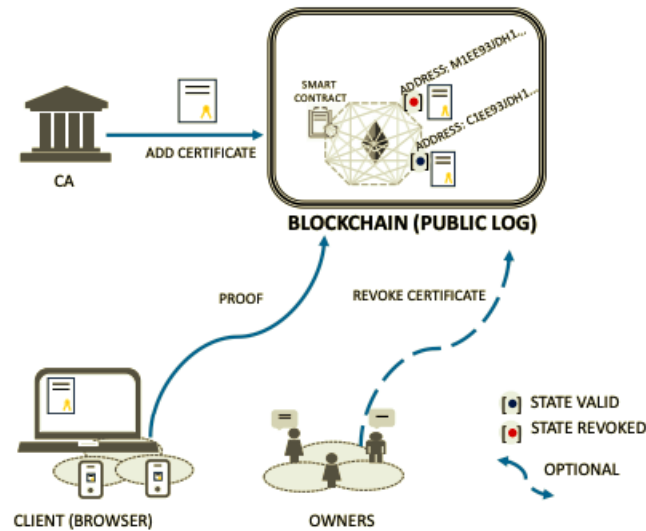 SMART
CONTRACT
ADDRESS: M1EE93JDH1...
ADDRESS: C1EE93JDH1...
ADD CERTIFICATE
CA
BLOCKCHAIN (PUBLIC LOG)
PROOF
REVOKE CERTIFICATE
STATE VALID
STATE REVOKED
OPTIONAL
CLIENT (BROWSER)
OWNERS